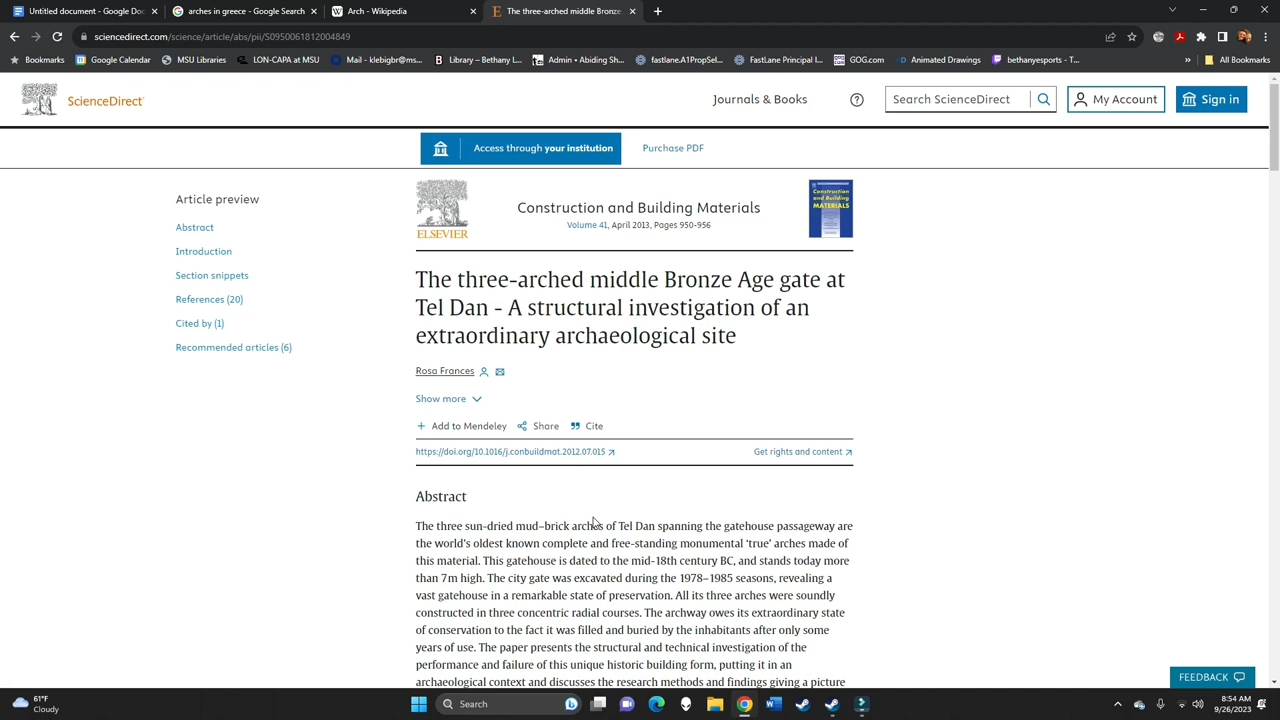 Untitled document - Google Doc
arches in greece - Google Search
Arch - Wikipedia
The three-arched middle Bronze
sciencedirect.com/science/article/abs/pii/S0950061812004849
Bookmarks
Google Calendar
MSU Libraries
LON-CAPA at MSU
Mail - klebigbr@ms...
Library – Bethany L...
Admin • Abiding Sh...
fastlane.A1PropSel...
FastLane Principal I...
GOG.com
Animated Drawings
bethanyesports - T...
»
All Bookmarks
ScienceDirect
Journals & Books
Search ScienceDirect
My Account
Sign in
Access through your institution
Purchase PDF
Article preview
Abstract
Introduction
Section snippets
References (20)
Cited by (1)
Recommended articles (6)
ELSEVIER
Construction and Building Materials
Volume 41, April 2013, Pages 950-956
Construction and Building MATERIALS
The three-arched middle Bronze Age gate at
Tel Dan - A structural investigation of an
extraordinary archaeological site
Rosa Frances
Show more
Add to Mendeley
Share
Cite
https://doi.org/10.1016/j.conbuildmat.2012.07.015
Get rights and content
Abstract
The three sun-dried mud–brick arches of Tel Dan spanning the gatehouse passageway are
the world's oldest known complete and free-standing monumental 'true' arches made of
this material. This gatehouse is dated to the mid-18th century BC, and stands today more
than 7m high. The city gate was excavated during the 1978–1985 seasons, revealing a
vast gatehouse in a remarkable state of preservation. All its three arches were soundly
constructed in three concentric radial courses. The archway owes its extraordinary state
of conservation to the fact it was filled and buried by the inhabitants after only some
years of use. The paper presents the structural and technical investigation of the
performance and failure of this unique historic building form, putting it in an
archaeological context and discusses the research methods and findings giving a picture
FEEDBACK
61°F
Cloudy
Search
8:54 AM
9/26/2023